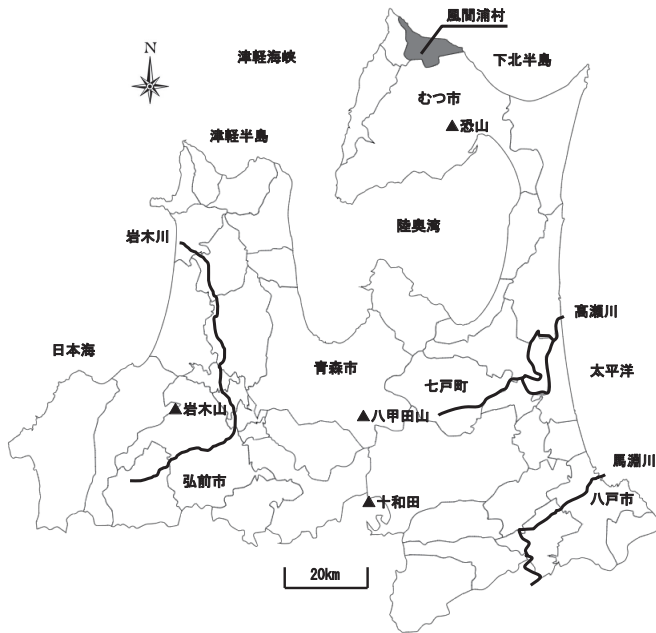 風間浦村
N
津軽海峡
下北半島
むつ市
▲恐山
津軽半島
岩木川
陸奥湾
高瀬川
日本海
青森市
太平洋
七戸町
▲岩木山
▲八甲田山
馬淵川
弘前市
八戸市
▲十和田
20km